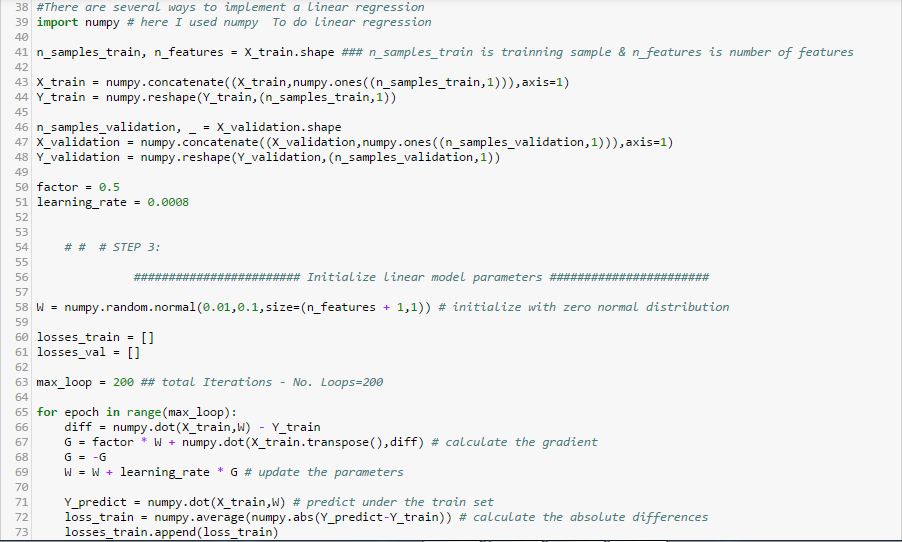 38 #There are several ways to implement a linear regression
39 import numpy # here I used numpy  To do linear regression
40
41 n_samples_train, n_features = X_train.shape ### n_samples_train is trainning sample & n_features is number of features
42
43 X_train = numpy.concatenate((X_train,numpy.ones((n_samples_train,1))),axis=1)
44 Y_train = numpy.reshape(Y_train,(n_samples_train,1))
45
46 n_samples_validation, _ = X_validation.shape
47 X_validation = numpy.concatenate((X_validation,numpy.ones((n_samples_validation,1))),axis=1)
48 Y_validation = numpy.reshape(Y_validation,(n_samples_validation,1))
49
50 factor = 0.5
51 learning_rate = 0.0008
52
53
54     # #  # STEP 3:
55
56               ######################## Initialize linear model parameters #######################
57
58 W = numpy.random.normal(0.01,0.1,size=(n_features + 1,1)) # initialize with zero normal distribution
59
60 losses_train = []
61 losses_val = []
62
63 max_loop = 200 ## total Iterations - No. Loops=200
64
65 for epoch in range(max_loop):
66     diff = numpy.dot(X_train,W) - Y_train
67     G = factor * W + numpy.dot(X_train.transpose(),diff) # calculate the gradient
68     G = -G
69     W = W + learning_rate * G # update the parameters
70
71     Y_predict = numpy.dot(X_train,W) # predict under the train set
72     loss_train = numpy.average(numpy.abs(Y_predict-Y_train)) # calculate the absolute differences
73     losses_train.append(loss_train)